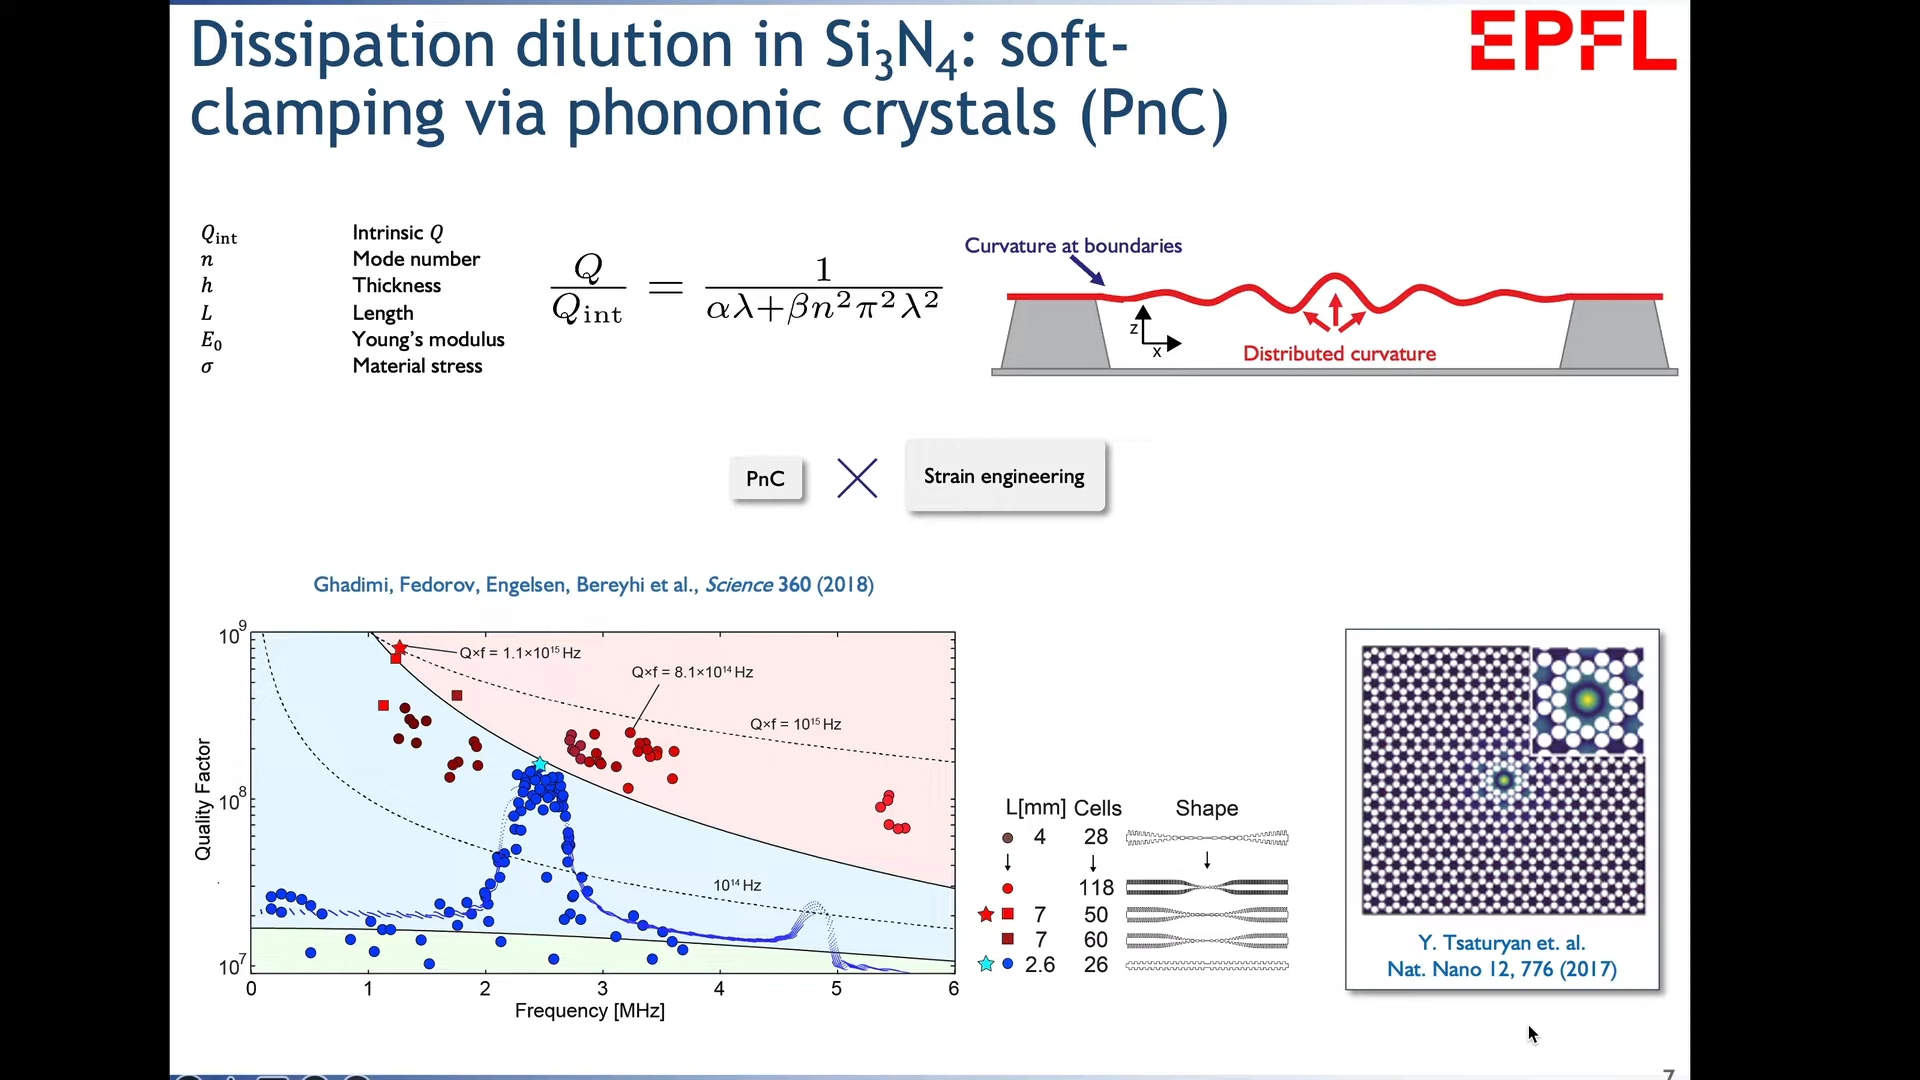 Dissipation dilution in Si₃N₄: soft-
clamping via phononic crystals (PnC)
EPFL
Q_int Intrinsic Q
n Mode number
h Thickness
L Length
E₀ Young's modulus
σ Material stress
Q/Q_int = 1/(αλ+βn²π²λ²)
Curvature at boundaries
z
x
Distributed curvature
PnC × Strain engineering
Ghadimi, Fedorov, Engelsen, Bereyhi et al., Science 360 (2018)
Quality Factor
10⁹
10⁸
10⁷
Q×f = 1.1×10¹⁵ Hz
Q×f = 8.1×10¹⁴ Hz
Q×f = 10¹⁵ Hz
10¹⁴ Hz
0 1 2 3 4 5 6
Frequency [MHz]
L[mm] Cells Shape
4 28
118
7 50
7 60
2.6 26
Y. Tsaturyan et. al.
Nat. Nano 12, 776 (2017)
7